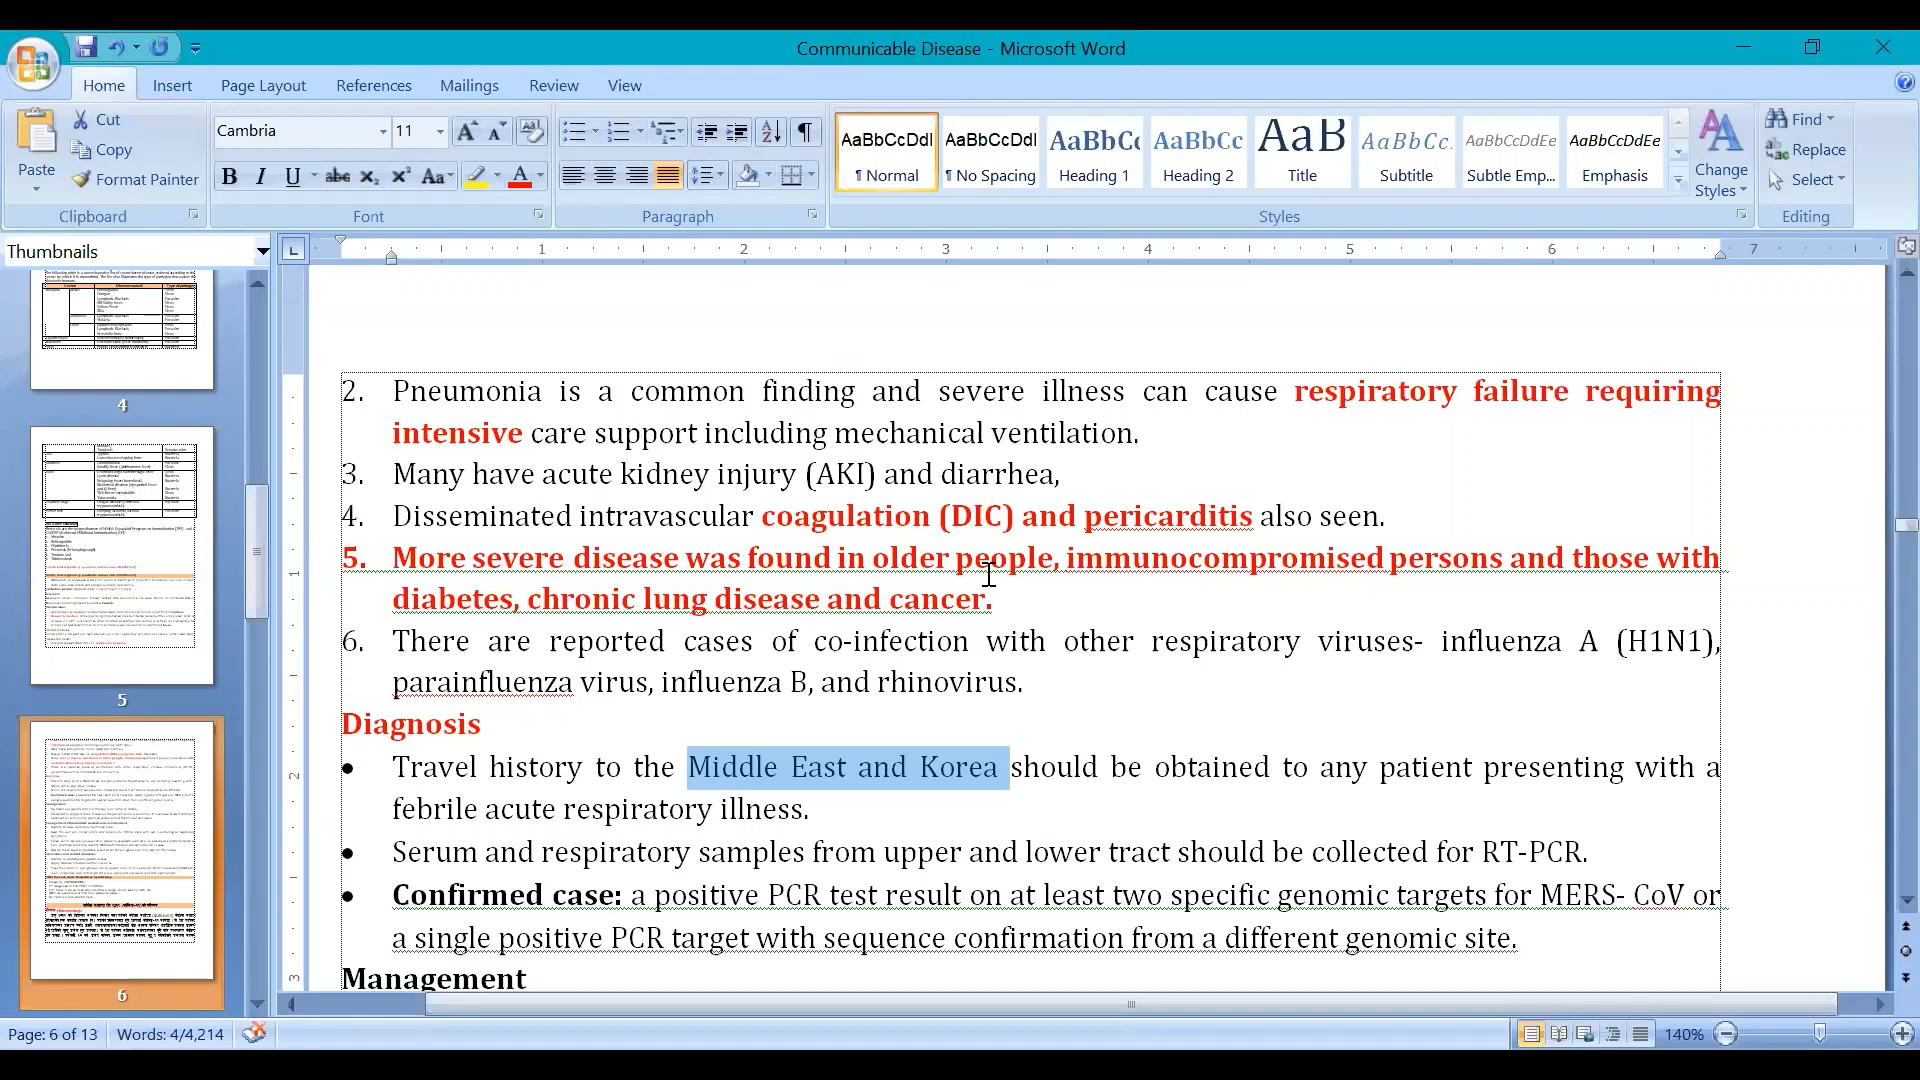 Communicable Disease - Microsoft Word
Home Insert Page Layout References Mailings Review View
Paste
Cut
Copy
Format Painter
Clipboard
Cambria 11
Font
Paragraph
AaBbCcDdI AaBbCcDdI AaBbCc AaBbCc AaB AaBbCc. AaBbCcDdEe AaBbCcDdEe
¶ Normal ¶ No Spacing Heading 1 Heading 2 Title Subtitle Subtle Emp... Emphasis
Change
Styles
Styles
Find
Replace
Select
Editing
Thumbnails
1 2 3 4 5 6 7
4
5
6
2. Pneumonia is a common finding and severe illness can cause respiratory failure requiring
intensive care support including mechanical ventilation.
3. Many have acute kidney injury (AKI) and diarrhea,
4. Disseminated intravascular coagulation (DIC) and pericarditis also seen.
5. More severe disease was found in older people, immunocompromised persons and those with
diabetes, chronic lung disease and cancer.
6. There are reported cases of co-infection with other respiratory viruses- influenza A (H1N1),
parainfluenza virus, influenza B, and rhinovirus.
Diagnosis
• Travel history to the Middle East and Korea should be obtained to any patient presenting with a
febrile acute respiratory illness.
• Serum and respiratory samples from upper and lower tract should be collected for RT-PCR.
• Confirmed case: a positive PCR test result on at least two specific genomic targets for MERS- CoV or
a single positive PCR target with sequence confirmation from a different genomic site.
Management
Page: 6 of 13 Words: 4/4,214 140%